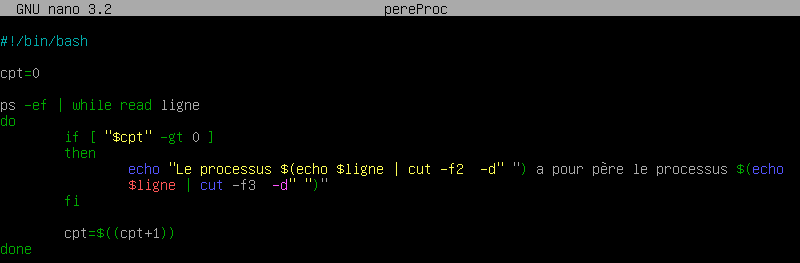 GNU nano 3.2 pereProc
#!/bin/bash
cpt=0
ps -ef | while read ligne
do
if [ "$cpt" -gt 0 ]
then
echo "Le processus $(echo $ligne | cut -f2 -d" ") a pour père le processus $(echo
$ligne | cut -f3 -d" ")"
fi
cpt=$((cpt+1))
done